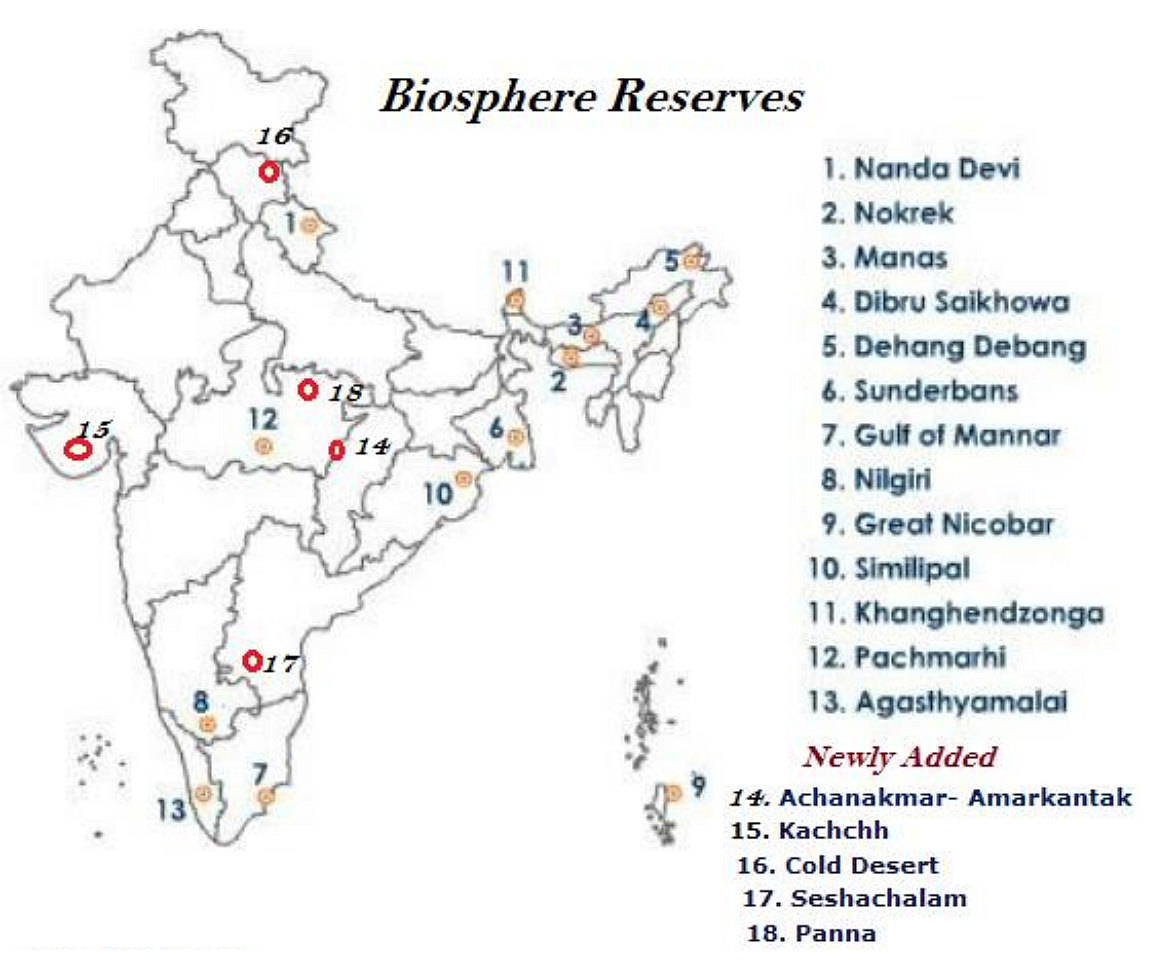 Biosphere Reserves
16
1
11
5
3
4
2
18
12
15
14
6
10
17
8
7
13
9
1. Nanda Devi
2. Nokrek
3. Manas
4. Dibru Saikhowa
5. Dehang Debang
6. Sunderbans
7. Gulf of Mannar
8. Nilgiri
9. Great Nicobar
10. Similipal
11. Khanghendzonga
12. Pachmarhi
13. Agasthyamalai
Newly Added
14. Achanakmar- Amarkantak
15. Kachchh
16. Cold Desert
17. Seshachalam
18. Panna